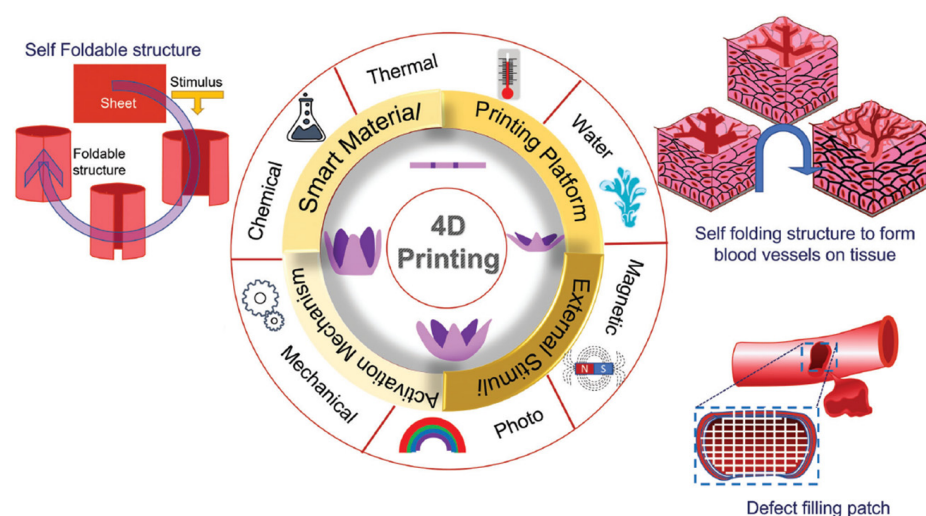 Self Foldable structure
Sheet
Stimulus
Foldable
structure
Thermal
Water
Magnetic
Photo
Mechanical
Chemical
Smart Material
Printing Platform
External Stimuli
Activation Mechanism
4D
Printing
N S
Self folding structure to form
blood vessels on tissue
Defect filling patch